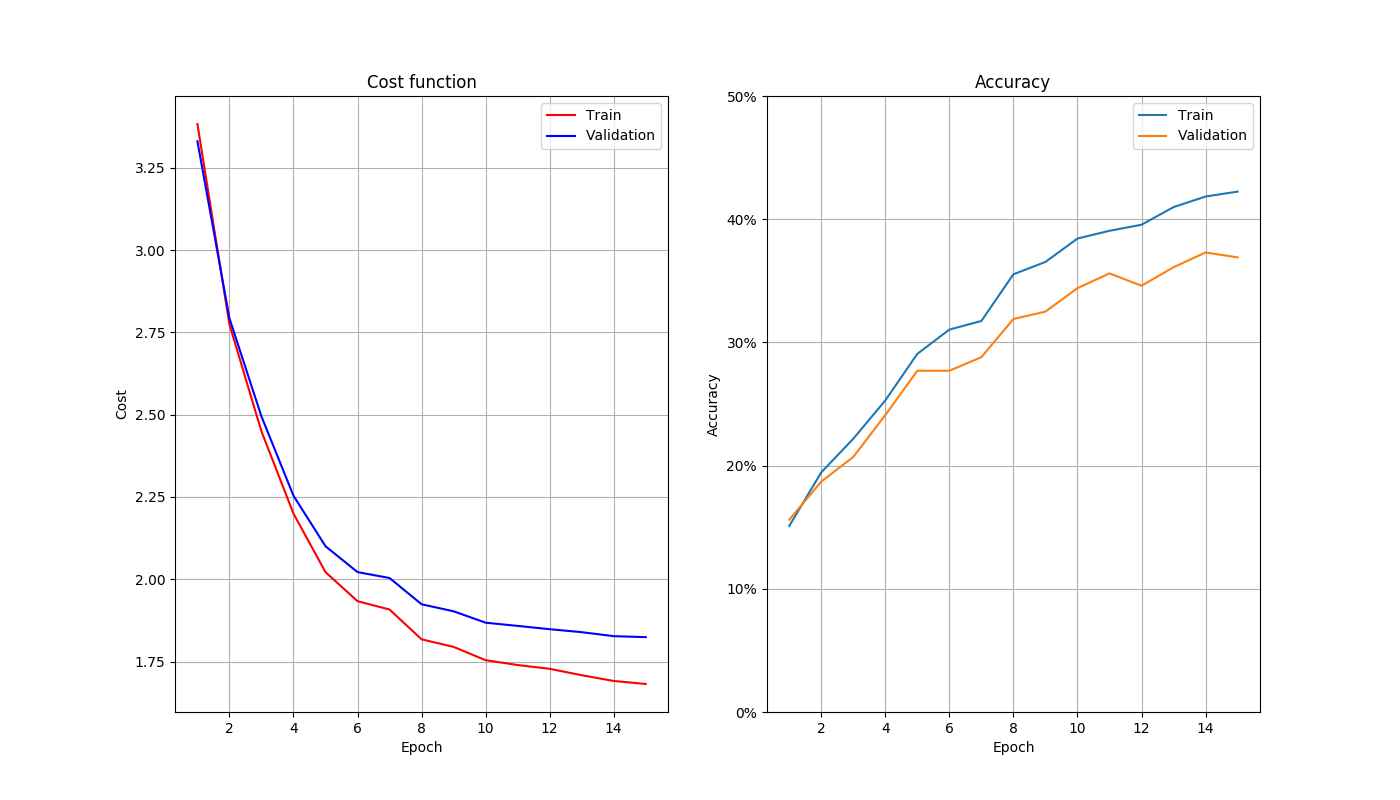 Cost function
Train
Validation
3.25
3.00
2.75
2.50
2.25
2.00
1.75
Cost
2 4 6 8 10 12 14
Epoch
Accuracy
Train
Validation
50%
40%
30%
20%
10%
0%
Accuracy
2 4 6 8 10 12 14
Epoch